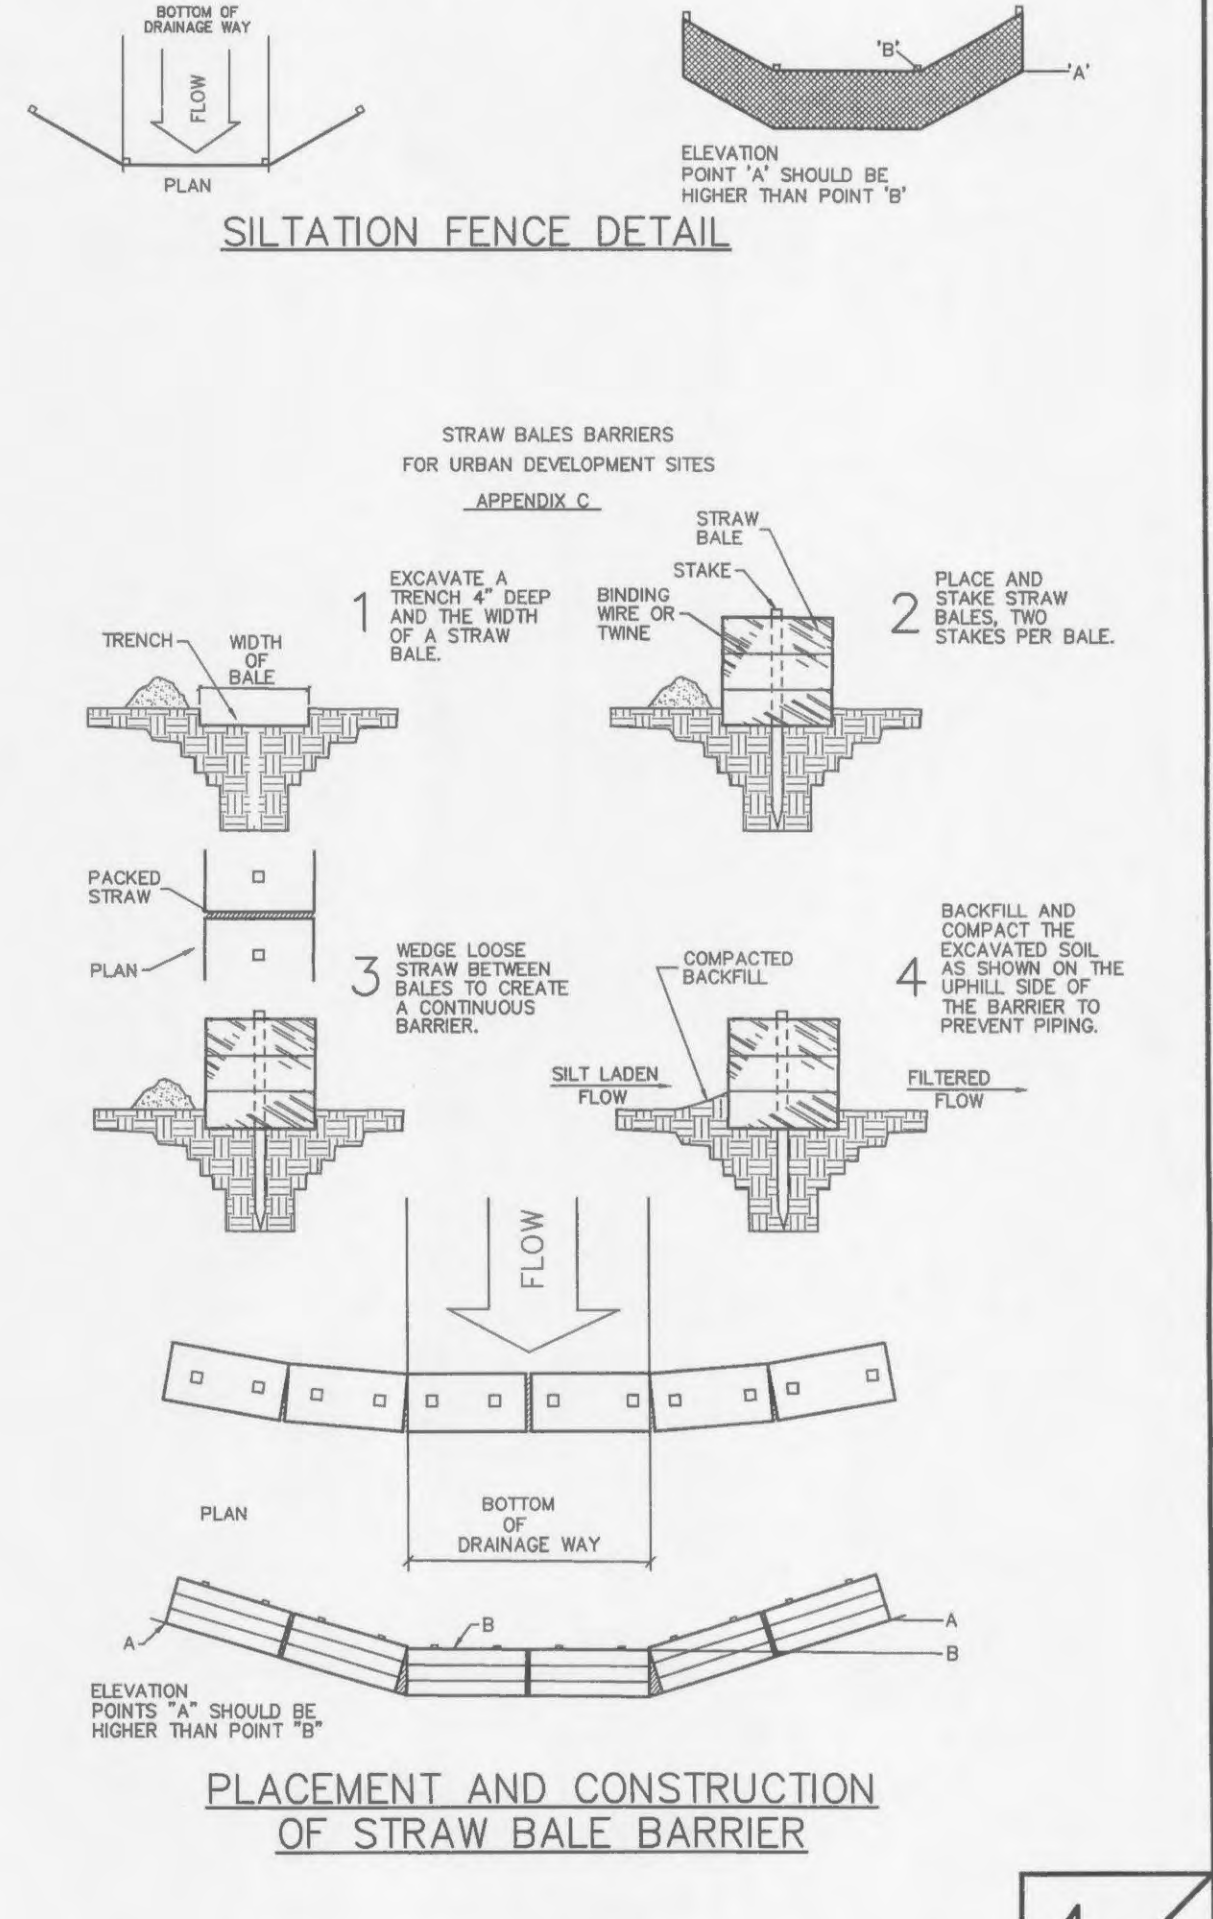 BOTTOM OF
DRAINAGE WAY
FLOW
PLAN
'B'
'A'
ELEVATION
POINT 'A' SHOULD BE
HIGHER THAN POINT 'B'
SILTATION FENCE DETAIL
STRAW BALES BARRIERS
FOR URBAN DEVELOPMENT SITES
APPENDIX C
1
EXCAVATE A
TRENCH 4" DEEP
AND THE WIDTH
OF A STRAW
BALE.
TRENCH
WIDTH
OF
BALE
STRAW
BALE
STAKE
BINDING
WIRE OR
TWINE
2
PLACE AND
STAKE STRAW
BALES, TWO
STAKES PER BALE.
PACKED
STRAW
PLAN
3
WEDGE LOOSE
STRAW BETWEEN
BALES TO CREATE
A CONTINUOUS
BARRIER.
COMPACTED
BACKFILL
4
BACKFILL AND
COMPACT THE
EXCAVATED SOIL
AS SHOWN ON THE
UPHILL SIDE OF
THE BARRIER TO
PREVENT PIPING.
SILT LADEN
FLOW
FILTERED
FLOW
FLOW
PLAN
BOTTOM
OF
DRAINAGE WAY
A
B
A
B
ELEVATION
POINTS "A" SHOULD BE
HIGHER THAN POINT "B"
PLACEMENT AND CONSTRUCTION
OF STRAW BALE BARRIER